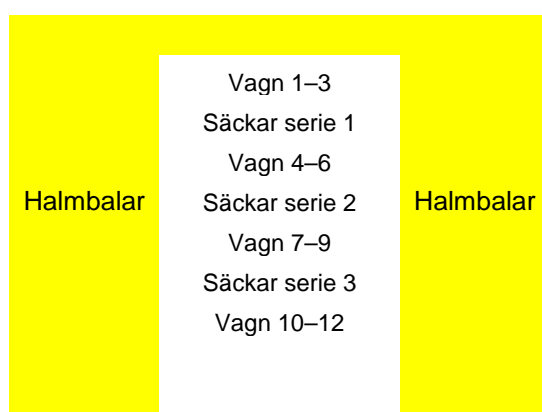 Vagn 1–3
Säckar serie 1
Vagn 4–6
Halmbalar
Säckar serie 2
Halmbalar
Vagn 7–9
Säckar serie 3
Vagn 10–12